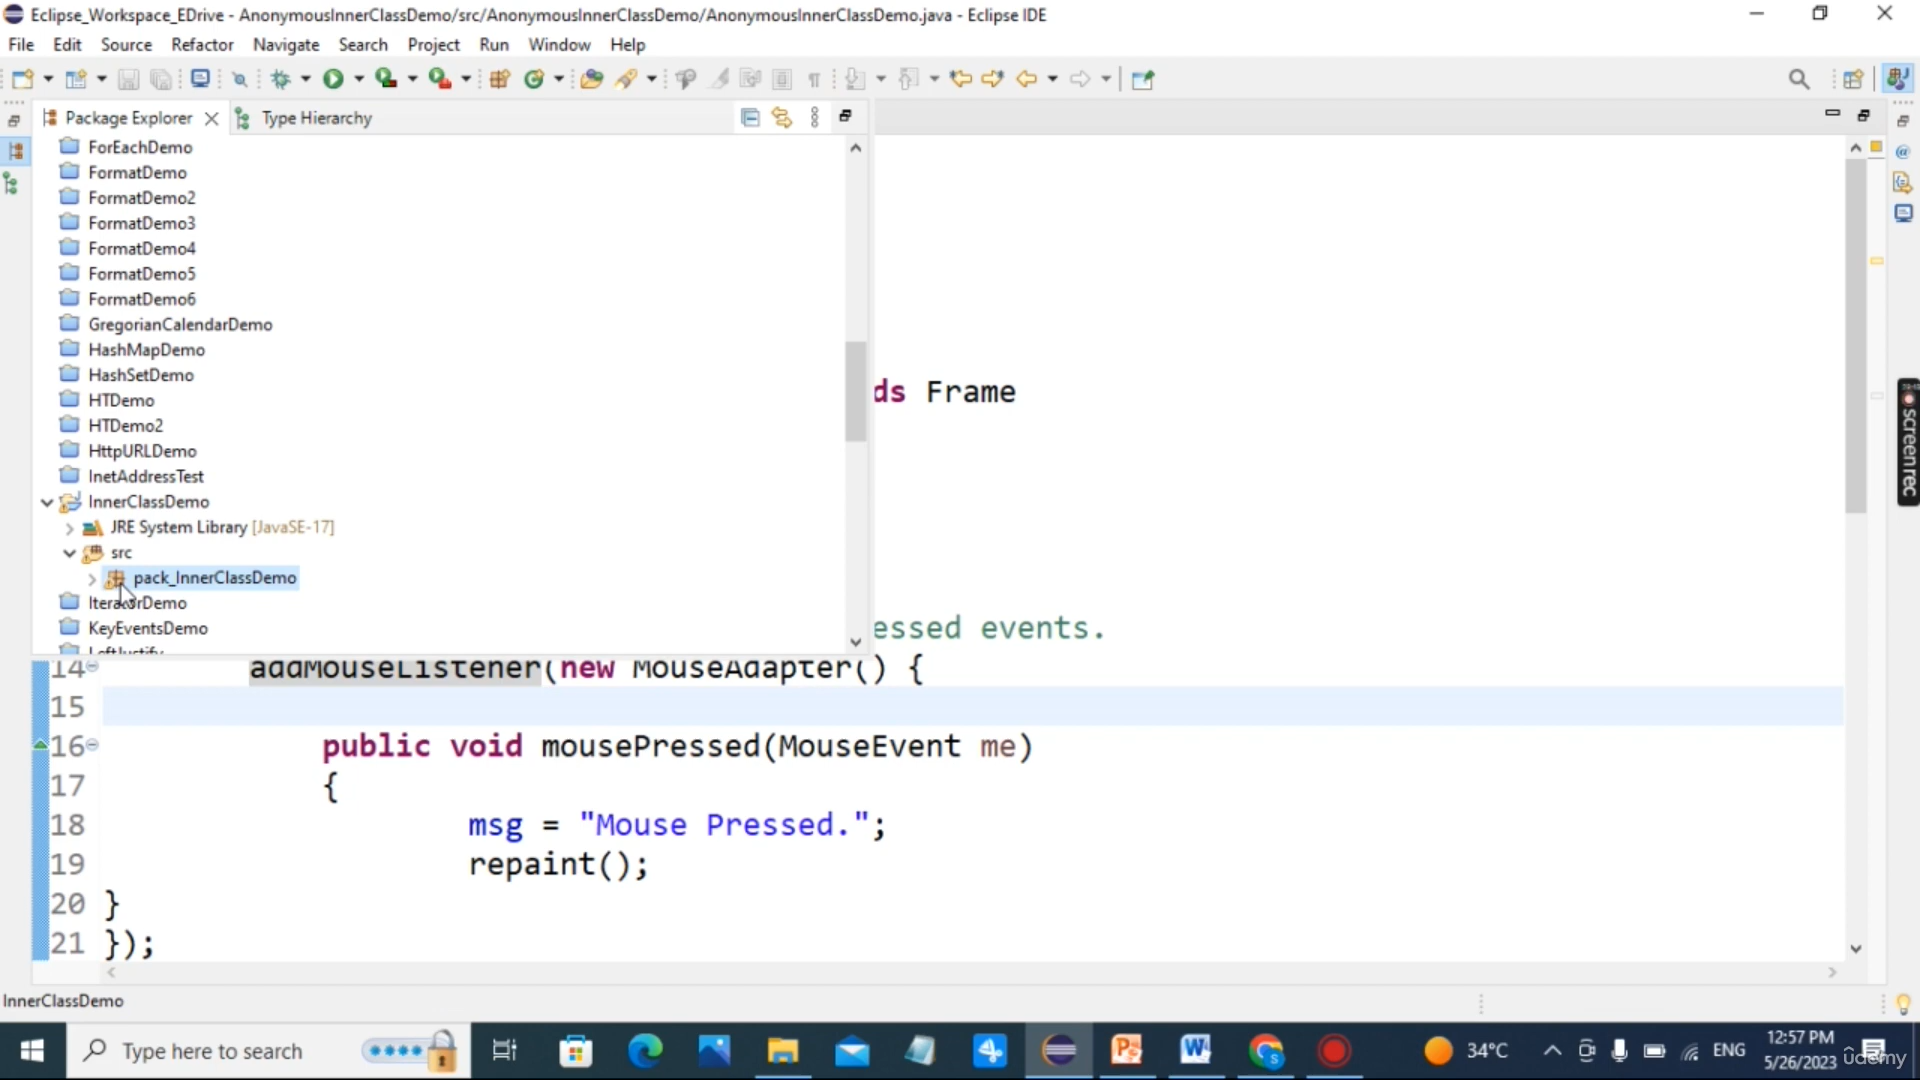 Eclipse_Workspace_EDrive - AnonymousInnerClassDemo/src/AnonymousInnerClassDemo/AnonymousInnerClassDemo.java - Eclipse IDE
File Edit Source Refactor Navigate Search Project Run Window Help
Package Explorer Type Hierarchy
ForEachDemo
FormatDemo
FormatDemo2
FormatDemo3
FormatDemo4
FormatDemo5
FormatDemo6
GregorianCalendarDemo
HashMapDemo
HashSetDemo
HTDemo
HTDemo2
HttpURLDemo
InetAddressTest
InnerClassDemo
JRE System Library [JavaSE-17]
src
pack_InnerClassDemo
IteratorDemo
KeyEventsDemo
LeftJustify
ds Frame
essed events.
14 addMouseListener(new MouseAdapter() {
15
16 public void mousePressed(MouseEvent me)
17 {
18 msg = "Mouse Pressed.";
19 repaint();
20 }
21 });
InnerClassDemo
Type here to search
34°C
ENG
12:57 PM
5/26/2023
screenrec
ûdemy